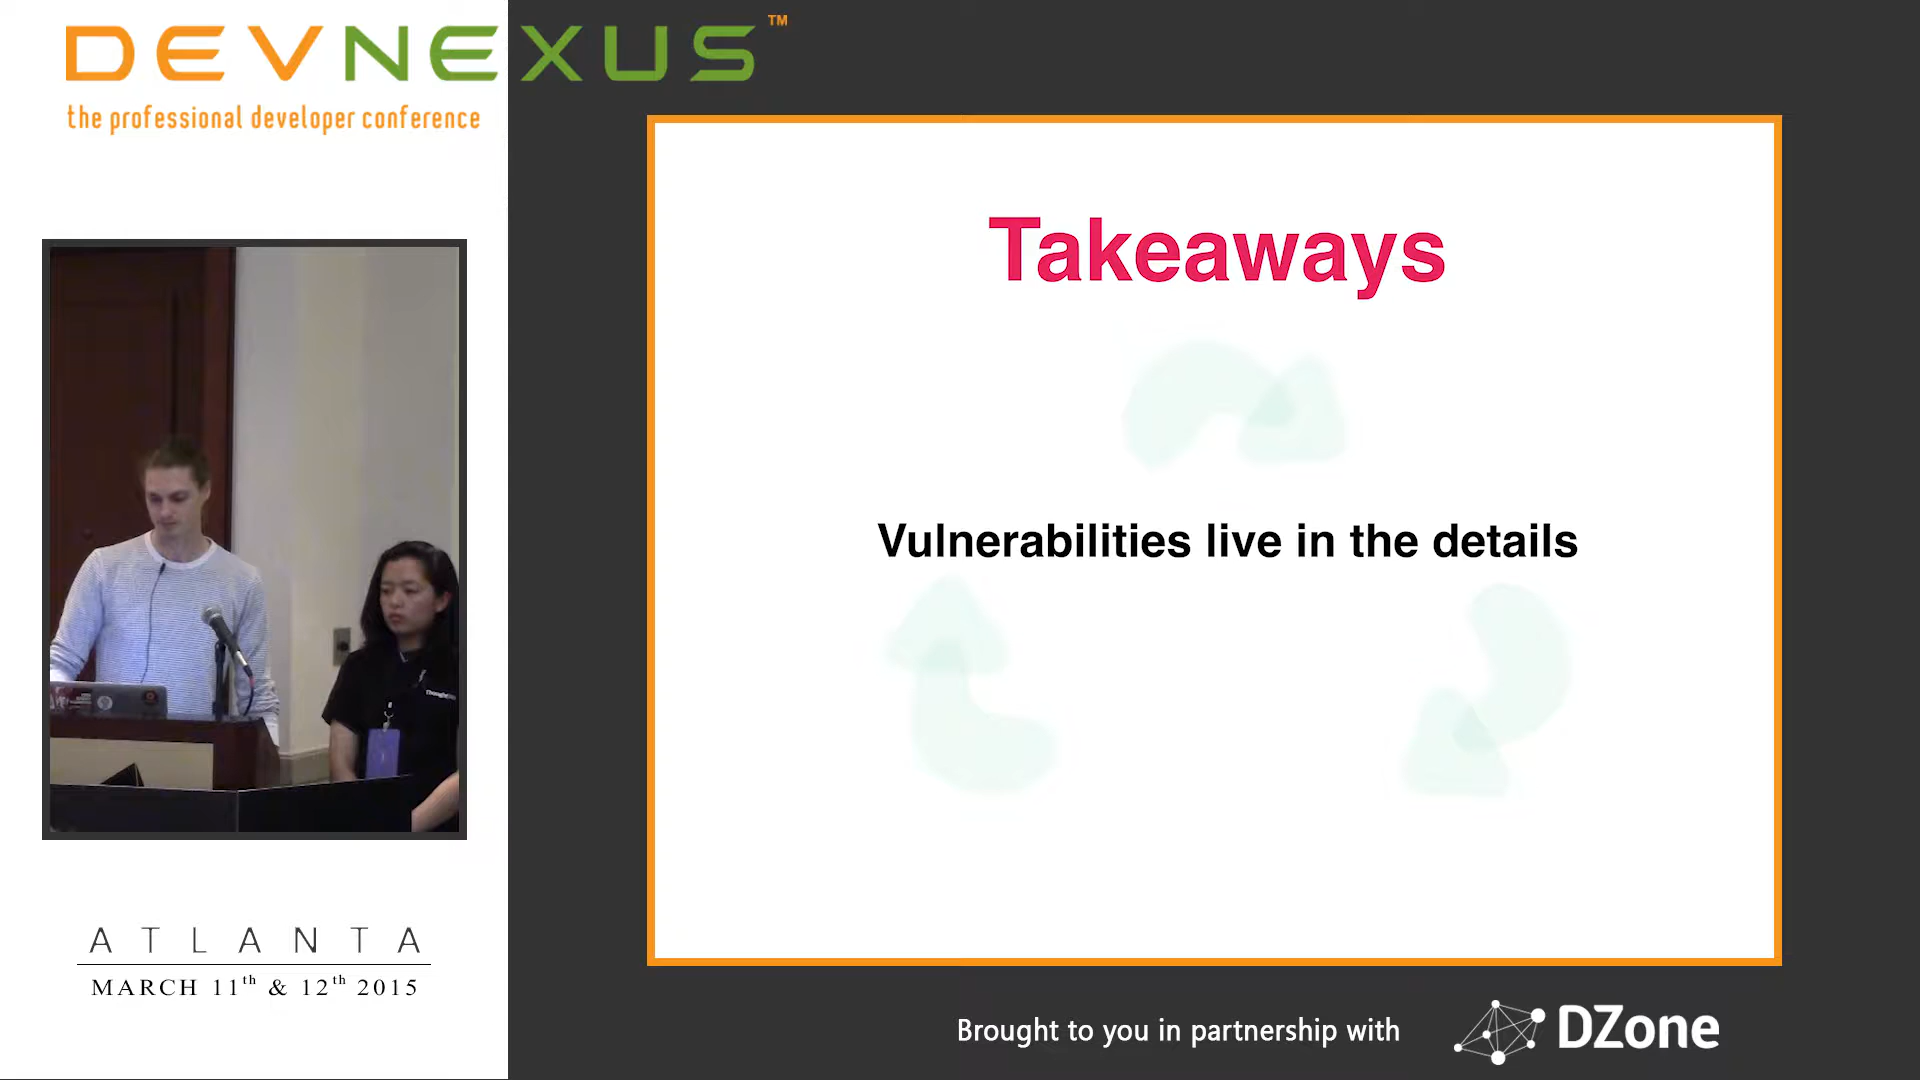 DEVNEXUS™
the professional developer conference
Takeaways
Vulnerabilities live in the details
ATLANTA
MARCH 11th & 12th 2015
Brought to you in partnership with
DZone